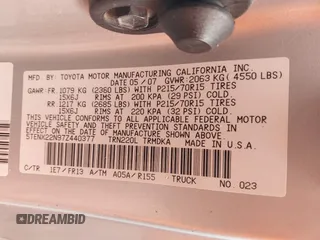 MFD BY: TOYOTA MOTOR MANUFACTURING CALIFORNIA INC.
DATE 05/07 GVWR: 2063 KG( 4550 LBS)
GAWR: FR. 1079 KG (2360 LBS) WITH P215/70R15 TIRES
15X6J RIMS AT 200 KPA (29 PSI) COLD
RR. 1217 KG (2685 LBS) WITH P215/70R15 TIRES
15X6J RIMS AT 220 KPA (32 PSI) COLD
THIS VEHICLE CONFORMS TO ALL APPLICABLE FEDERAL MOTOR
VEHICLE SAFETY AND THEFT PREVENTION STANDARDS IN
EFFECT ON THE DATE OF MANUFACTURE SHOWN ABOVE.
5TENX22N97Z440377 TRN220L TRMDKA MADE IN U.S.A.
C/TR 1E7/FR13 A/TM A05A/R155 TRUCK NO. 023
DREAMBID